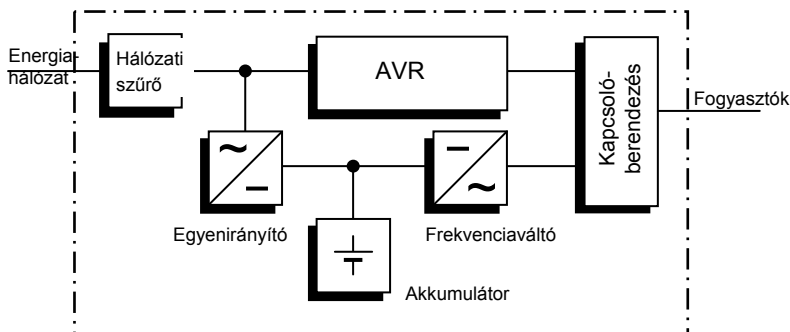 Energia-
hálózat
Hálózati
szűrő
AVR
Kapcsoló-
berendezés
Fogyasztók
~
–
–
~
Egyenirányító
Frekvenciaváltó
Akkumulátor